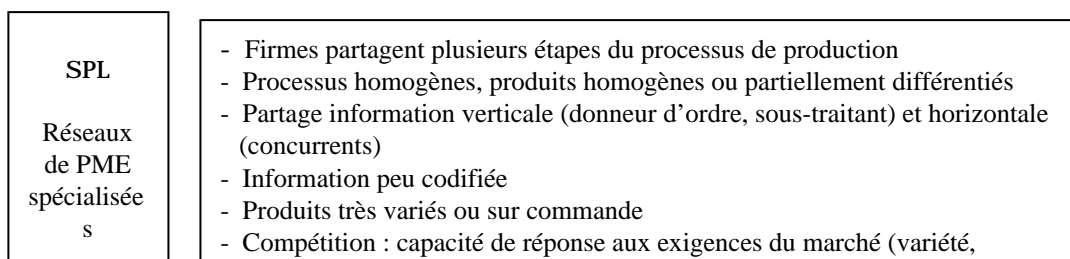 SPL
Réseaux
de PME
spécialisée
s
- Firmes partagent plusieurs étapes du processus de production
- Processus homogènes, produits homogènes ou partiellement différentiés
- Partage information verticale (donneur d'ordre, sous-traitant) et horizontale
(concurrents)
- Information peu codifiée
- Produits très variés ou sur commande
- Compétition : capacité de réponse aux exigences du marché (variété,